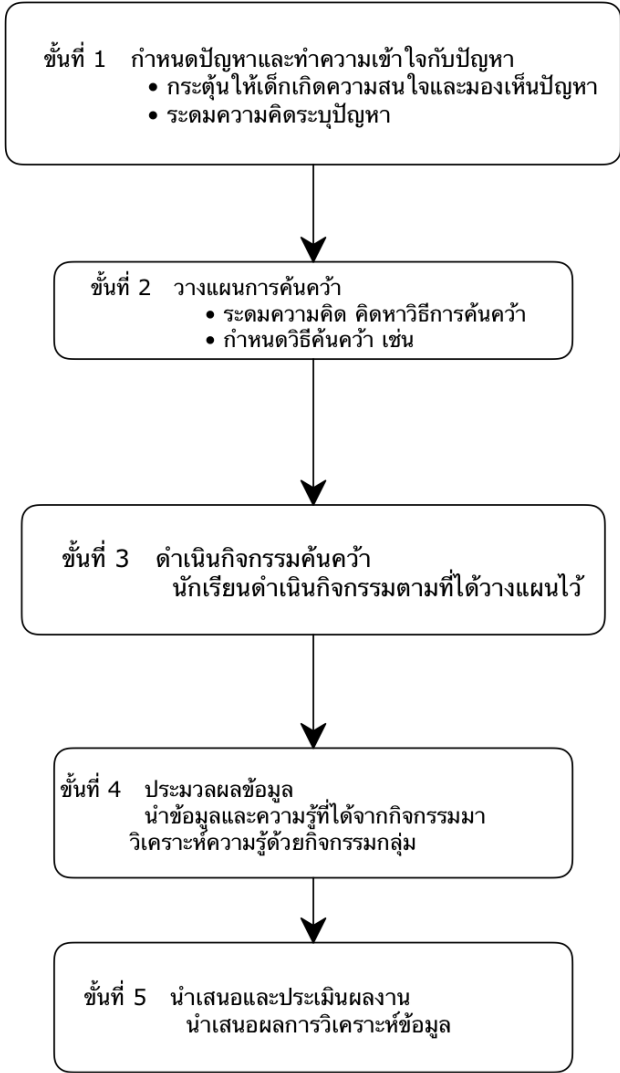 ขั้นที่ 1 กำหนดปัญหาและทำความเข้าใจกับปัญหา
• กระตุ้นให้เด็กเกิดความสนใจและมองเห็นปัญหา
• ระดมความคิดระบุปัญหา
ขั้นที่ 2 วางแผนการค้นคว้า
• ระดมความคิด คิดหาวิธีการค้นคว้า
• กำหนดวิธีค้นคว้า เช่น
ขั้นที่ 3 ดำเนินกิจกรรมค้นคว้า
นักเรียนดำเนินกิจกรรมตามที่ได้วางแผนไว้
ขั้นที่ 4 ประมวลผลข้อมูล
นำข้อมูลและความรู้ที่ได้จากกิจกรรมมา
วิเคราะห์ความรู้ด้วยกิจกรรมกลุ่ม
ขั้นที่ 5 นำเสนอและประเมินผลงาน
นำเสนอผลการวิเคราะห์ข้อมูล